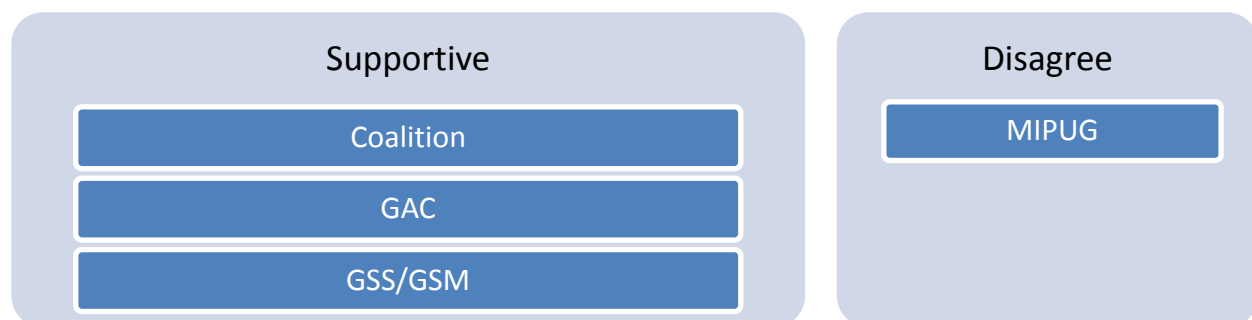 Supportive
Coalition
GAC
GSS/GSM
Disagree
MIPUG